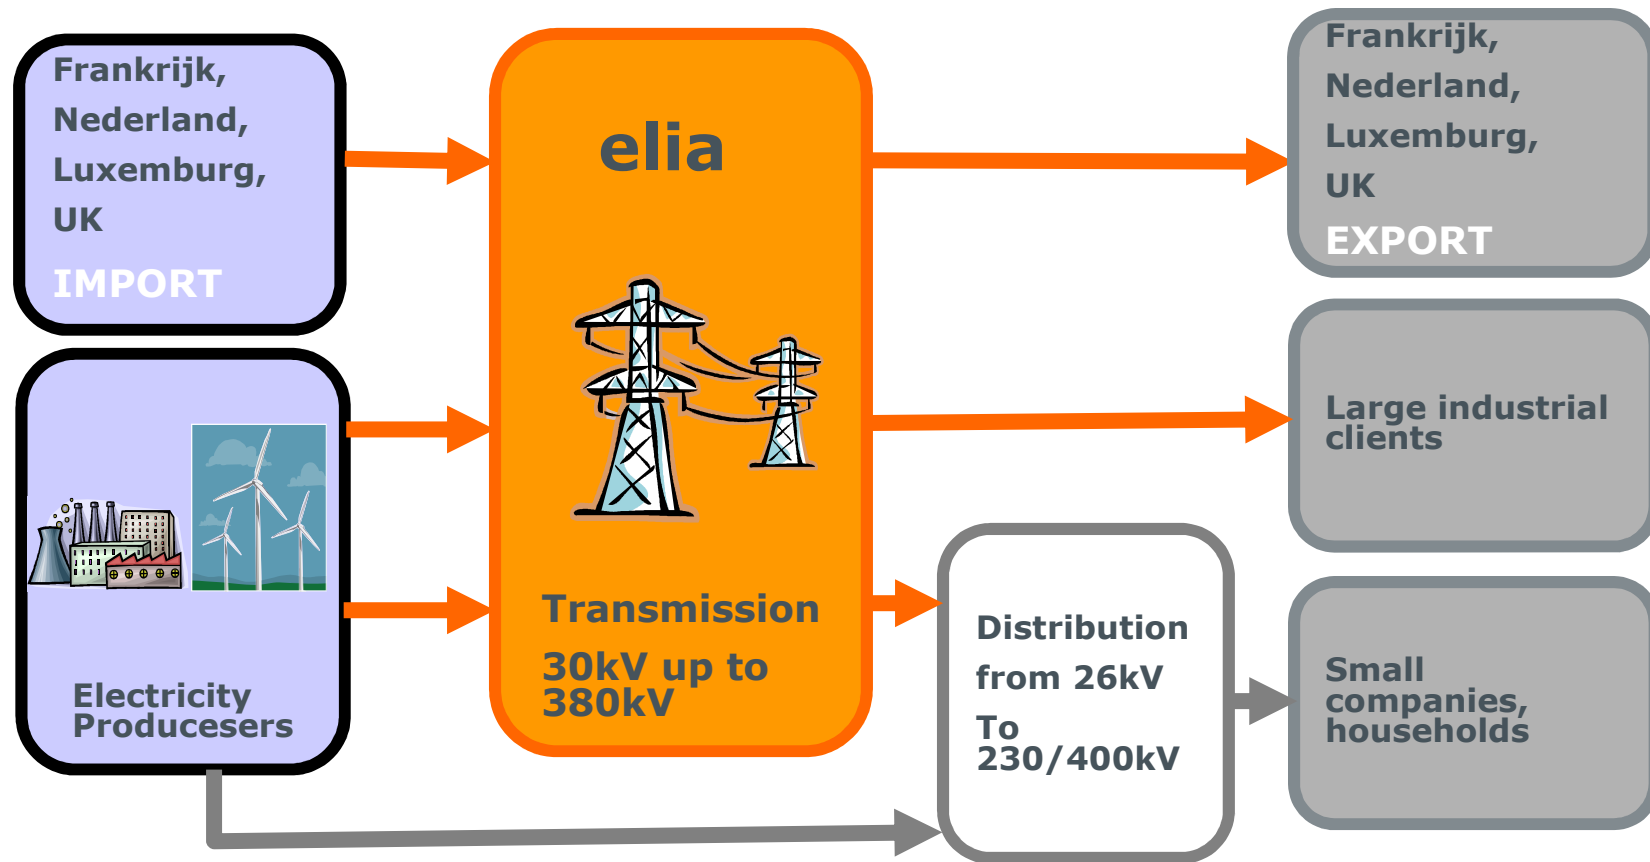 Frankrijk,
Nederland,
Luxemburg,
UK
IMPORT
Electricity
Producesers
elia
Transmission
30kV up to
380kV
Distribution
from 26kV
To
230/400kV
Frankrijk,
Nederland,
Luxemburg,
UK
EXPORT
Large industrial
clients
Small
companies,
households